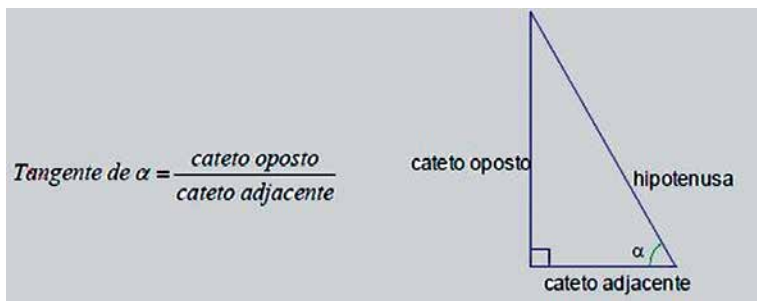 Tangente de α = cateto oposto
cateto adjacente
cateto oposto
hipotenusa
α
cateto adjacente